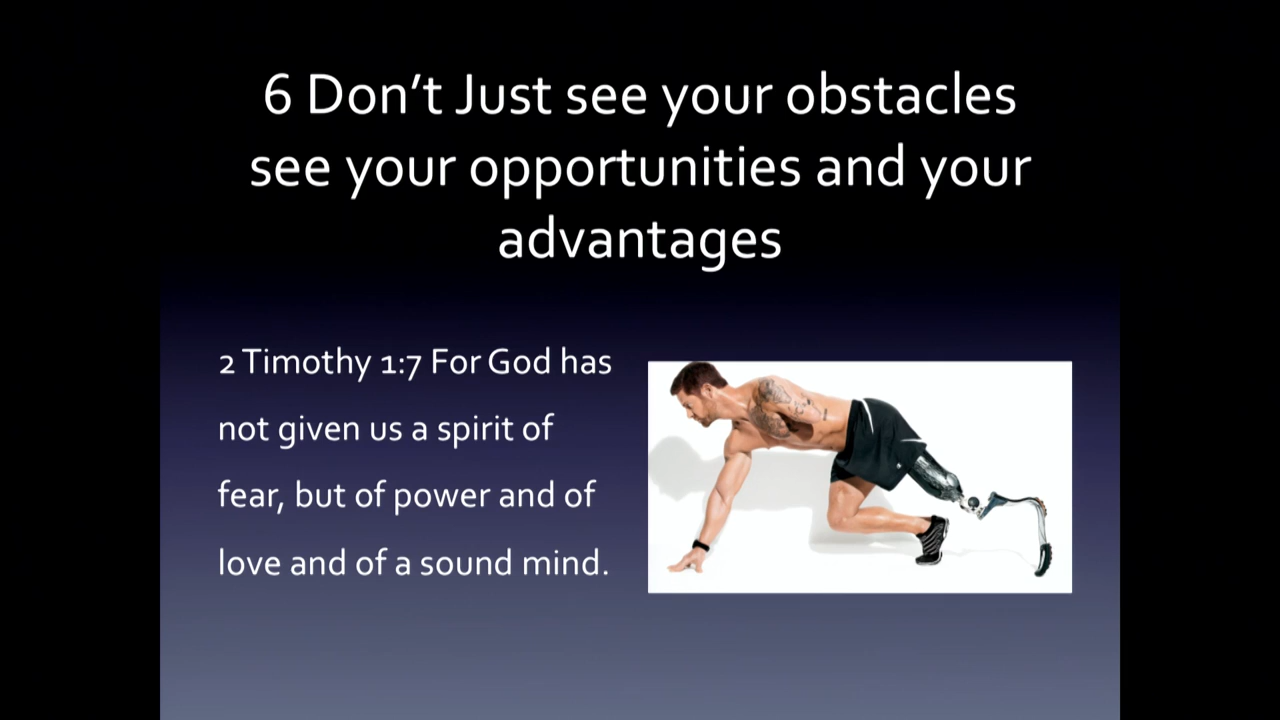 6 Don’t Just see your obstacles
see your opportunities and your
advantages
2 Timothy 1:7 For God has
not given us a spirit of
fear, but of power and of
love and of a sound mind.